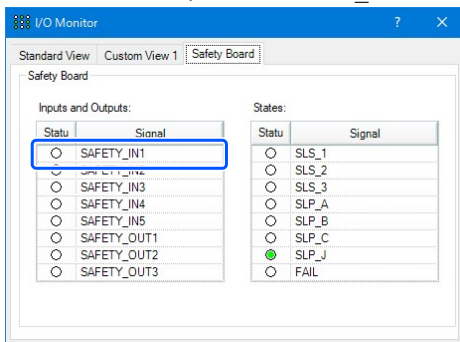 I/O Monitor ? ×
Standard View Custom View 1 Safety Board
Safety Board
Inputs and Outputs: States:
Statu Signal Statu Signal
SAFETY_IN1 SLS_1
SAFETY_IN2 SLS_2
SAFETY_IN3 SLS_3
SAFETY_IN4 SLP_A
SAFETY_IN5 SLP_B
SAFETY_OUT1 SLP_C
SAFETY_OUT2 SLP_J
SAFETY_OUT3 FAIL